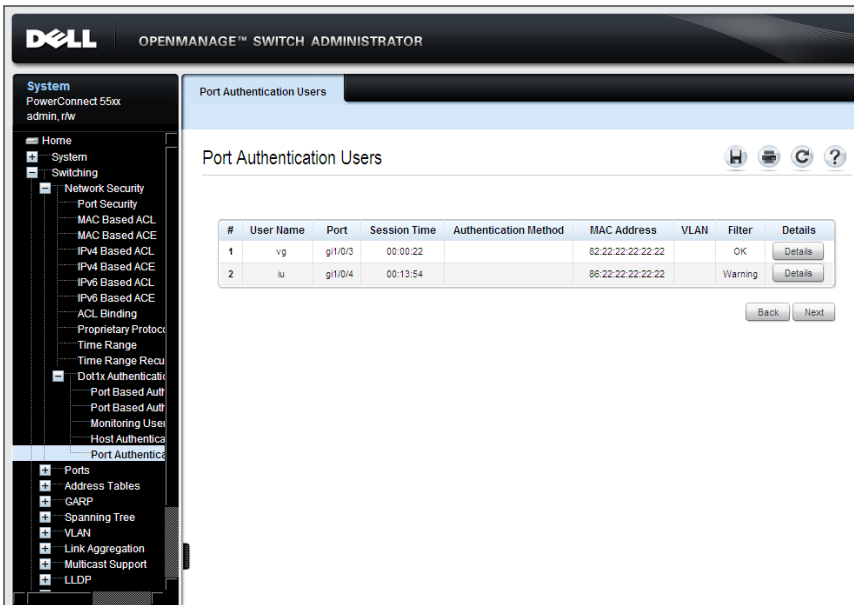 DELL
OPENMANAGE™ SWITCH ADMINISTRATOR
System
PowerConnect 55xx
admin, r/w
Home
System
Switching
Network Security
Port Security
MAC Based ACL
MAC Based ACE
IPv4 Based ACL
IPv4 Based ACE
IPv6 Based ACL
IPv6 Based ACE
ACL Binding
Proprietary Protoco
Time Range
Time Range Recu
Dot1x Authenticatio
Port Based Auth
Port Based Auth
Monitoring User
Host Authentica
Port Authentica
Ports
Address Tables
GARP
Spanning Tree
VLAN
Link Aggregation
Multicast Support
LLDP
Port Authentication Users
Port Authentication Users
?
# User Name Port Session Time Authentication Method MAC Address VLAN Filter Details
1 vg gi1/0/3 00:00:22 82:22:22:22:22:22 OK Details
2 iu gi1/0/4 00:13:54 86:22:22:22:22:22 Warning Details
Back Next